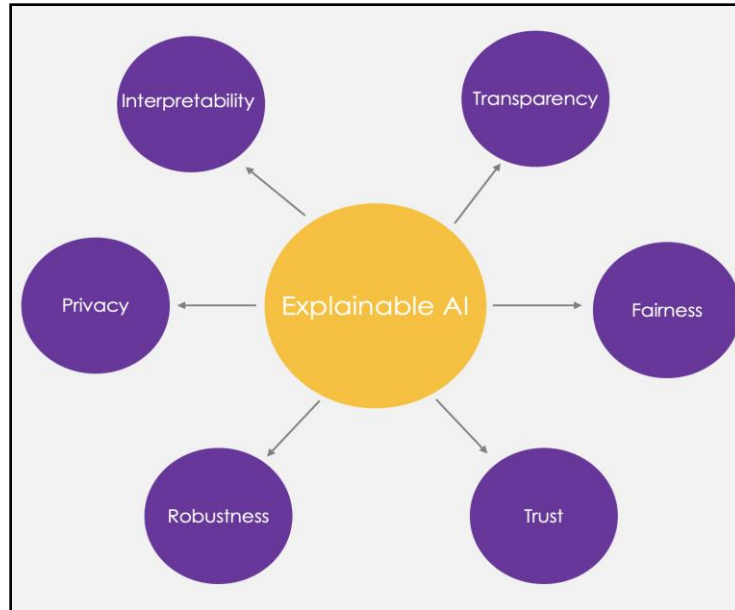 Interpretability
Transparency
Privacy
Explainable AI
Fairness
Robustness
Trust